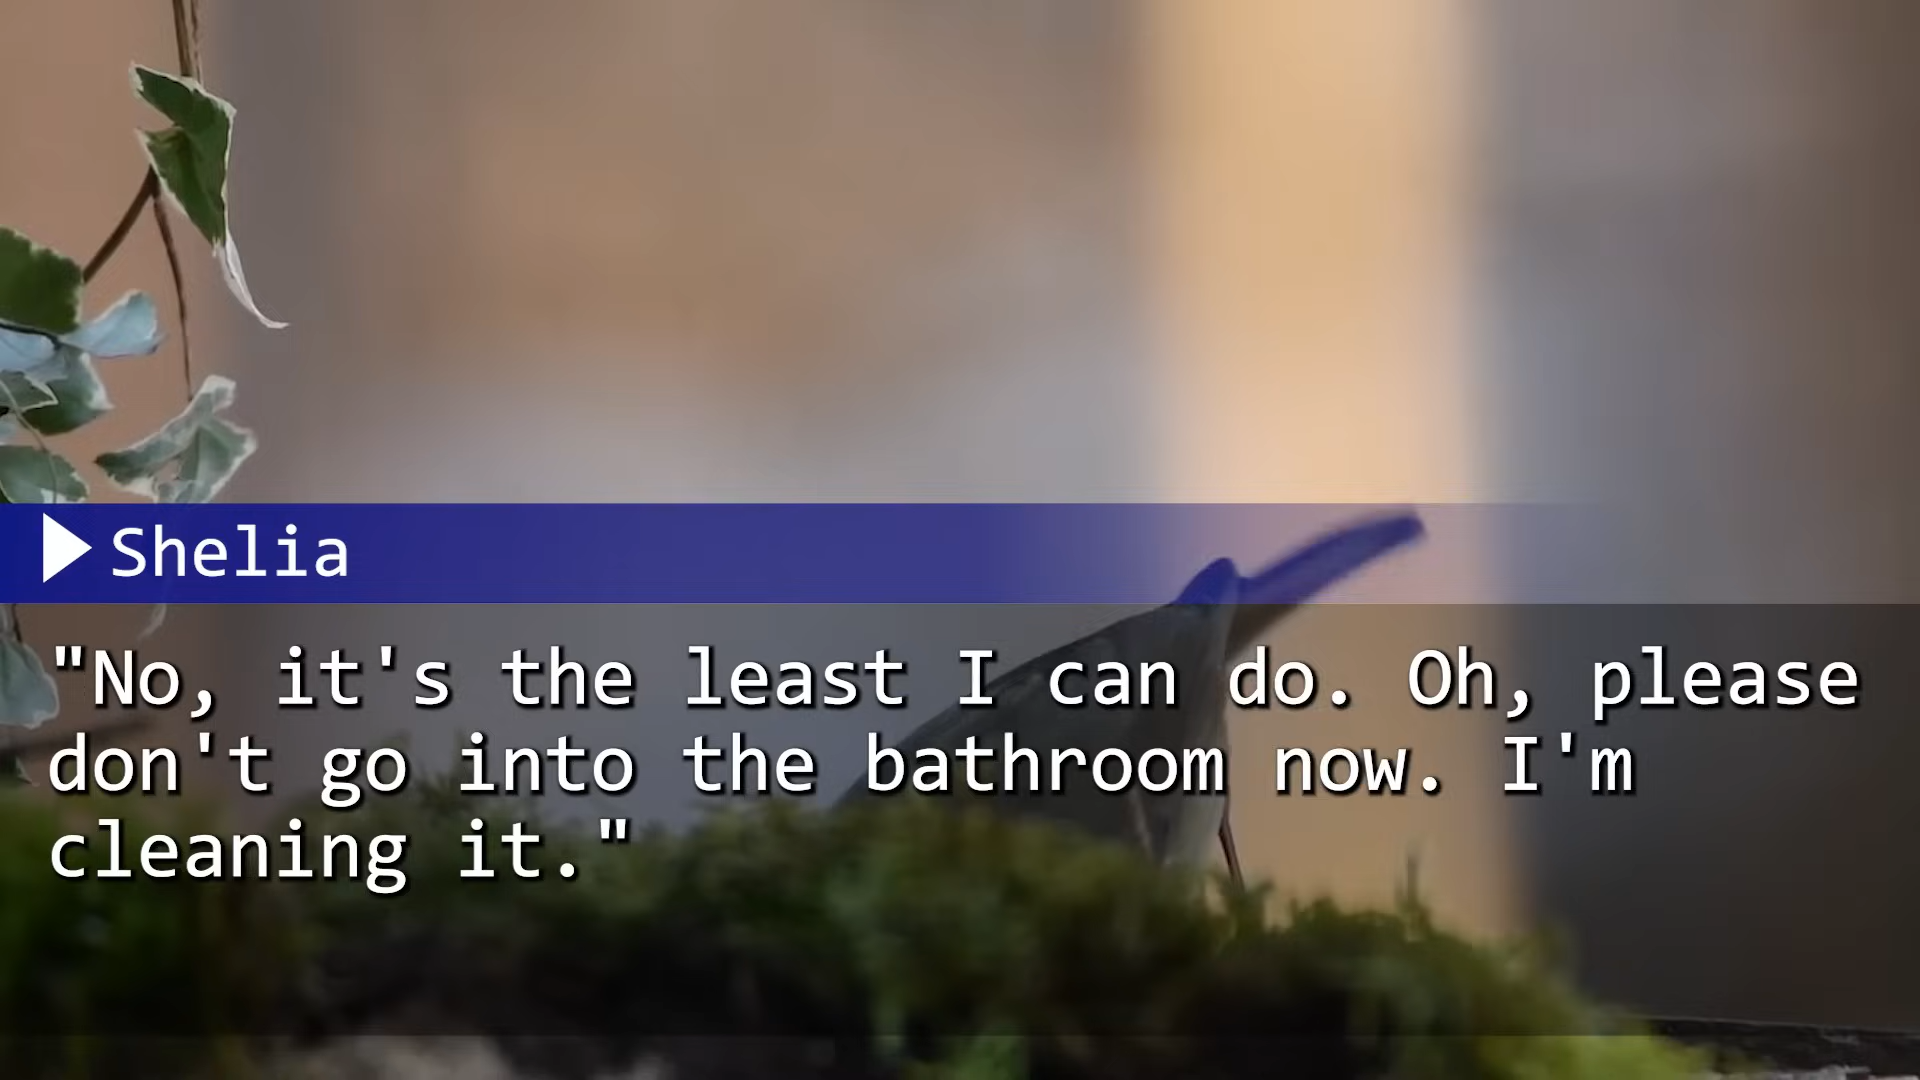 Shelia
"No, it's the least I can do. Oh, please
don't go into the bathroom now. I'm
cleaning it."